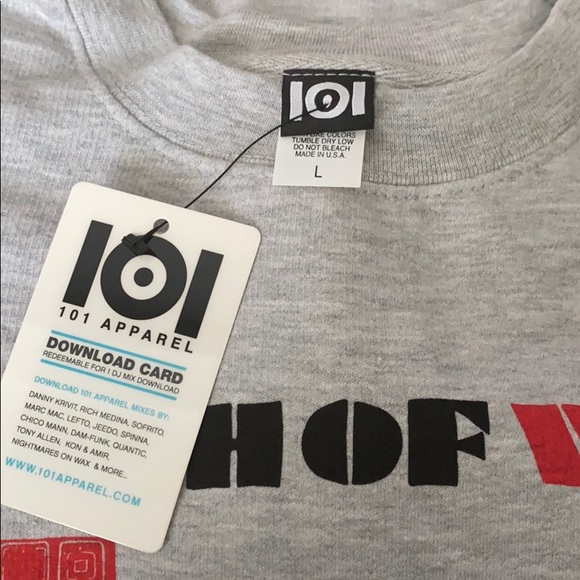 101
WITH LIKE COLORS
TUMBLE DRY LOW
DO NOT BLEACH
MADE IN U.S.A.
L
101
101 APPAREL
DOWNLOAD CARD
REDEEMABLE FOR 1 DJ MIX DOWNLOAD
DOWNLOAD 101 APPAREL MIXES BY:
DANNY KRIVIT, RICH MEDINA, SOFRITO,
MARC MAC, LEFTO, JEEDO, SPINNA,
CHICO MANN, DAM-FUNK, QUANTIC,
TONY ALLEN, KON & AMIR,
NIGHTMARES ON WAX & MORE..
WWW.101APPAREL.COM
HOF